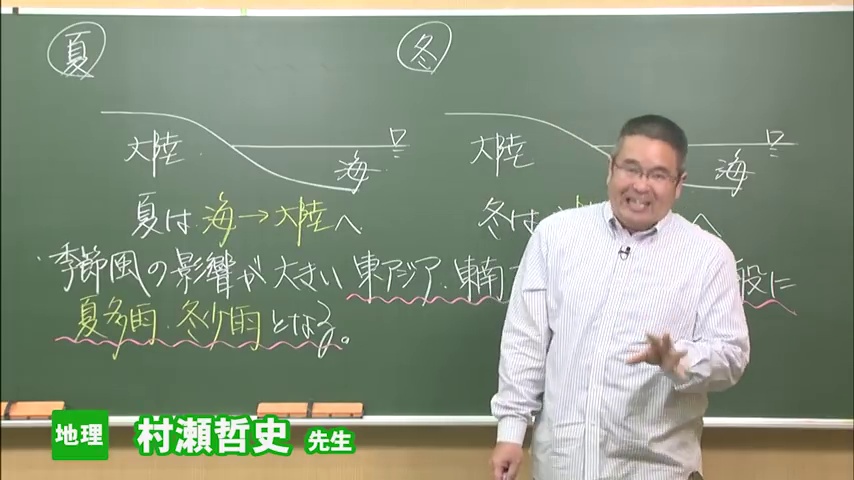 夏
冬
大陸
海
大陸
海
夏は 海→大陸へ
冬は へ
・季節風の影響が大きい東アジア・東南 般に
夏多雨・冬少雨となる。
地理 村瀬哲史 先生